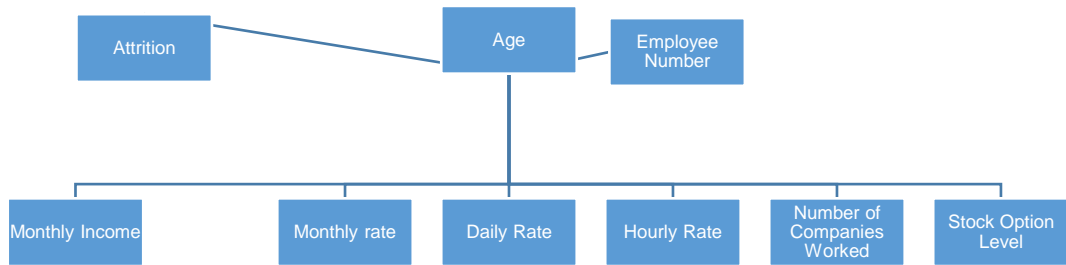 Attrition
Age
Employee
Number
Monthly Income
Monthly rate
Daily Rate
Hourly Rate
Number of
Companies
Worked
Stock Option
Level